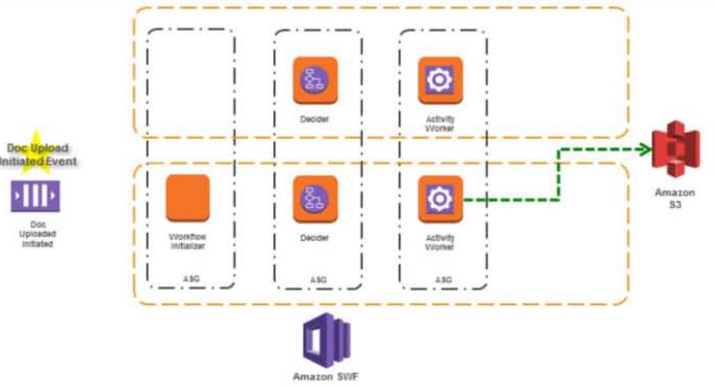 Doc Upload
Initiated Event
Doc
Uploaded
Initiated
Decider
Activity
Worker
Workflow
Initializer
Decider
Activity
Worker
ASG
ASG
ASG
Amazon
S3
Amazon SWF